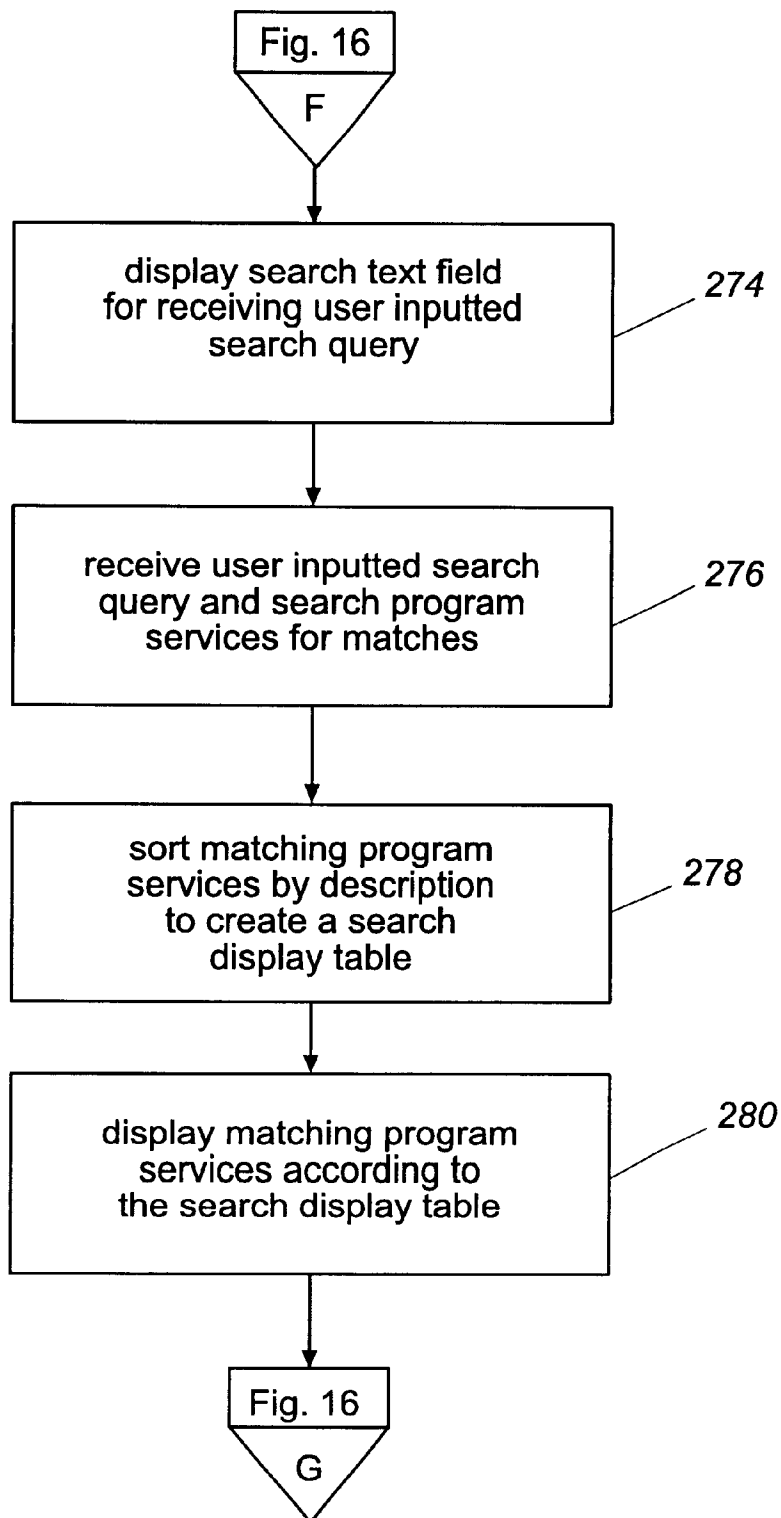 Fig. 16
F
display search text field
for receiving user inputted
search query
274
receive user inputted search
query and search program
services for matches
276
sort matching program
services by description
to create a search
display table
278
display matching program
services according to
the search display table
280
Fig. 16
G